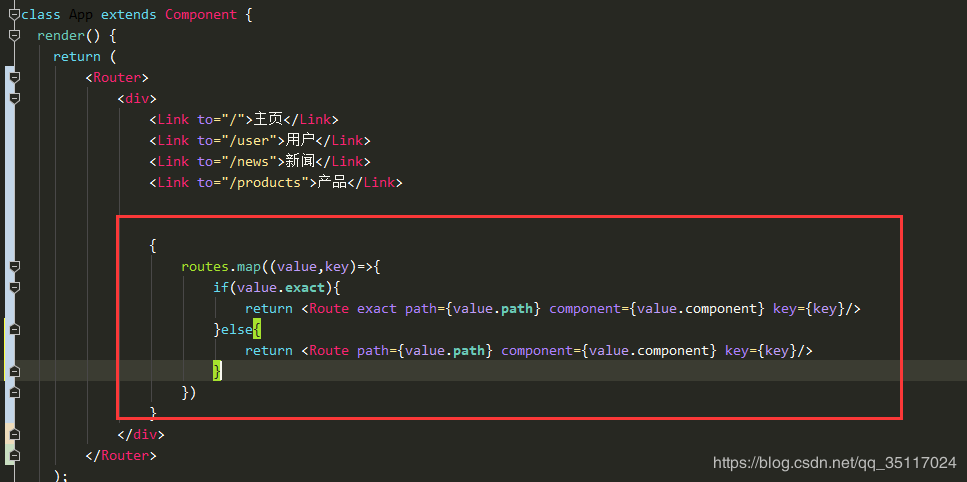 class App extends Component {
render() {
return (
<Router>
<div>
<Link to="/">主页</Link>
<Link to="/user">用户</Link>
<Link to="/news">新闻</Link>
<Link to="/products">产品</Link>
{
routes.map((value,key)=>{
if(value.exact){
return <Route exact path={value.path} component={value.component} key={key}/>
}else{
return <Route path={value.path} component={value.component} key={key}/>
}
})
}
</div>
</Router>
);
https://blog.csdn.net/qq_35117024